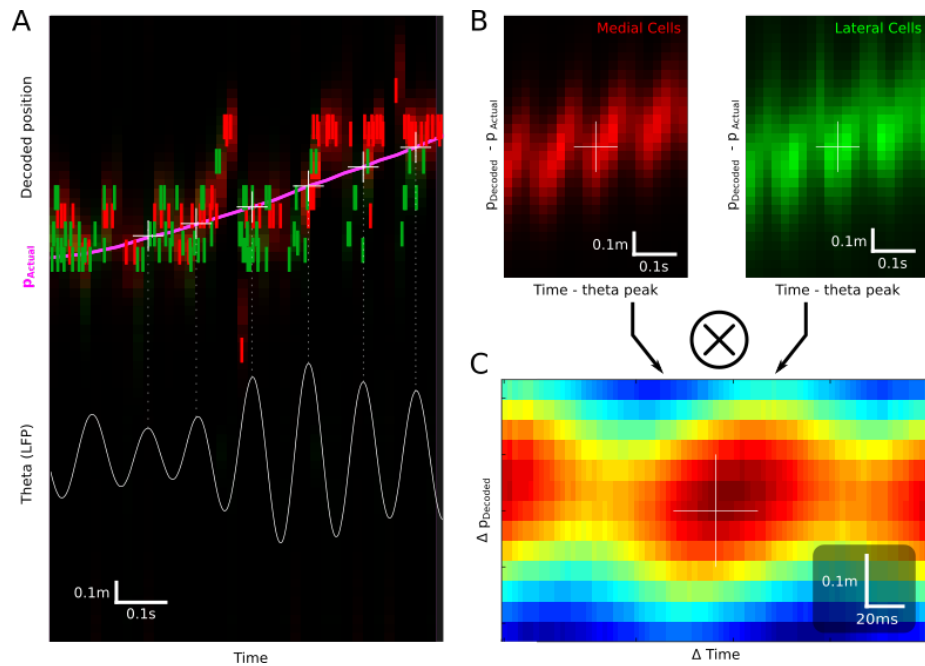 A
Decoded position
pActual
Theta (LFP)
0.1m
0.1s
Time
B
Medial Cells
Lateral Cells
pDecoded - pActual
pDecoded - pActual
0.1m
0.1s
0.1m
0.1s
Time - theta peak
Time - theta peak
C
Δ pDecoded
0.1m
20ms
Δ Time